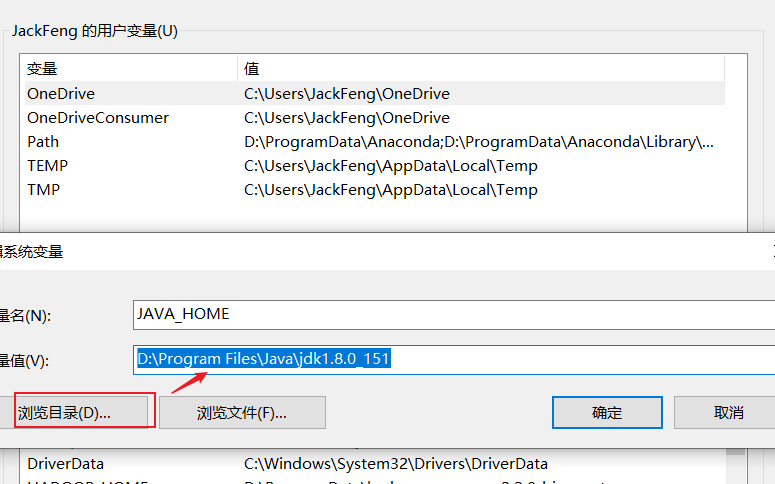 JackFeng 的用户变量(U)
变量 值
OneDrive C:\Users\JackFeng\OneDrive
OneDriveConsumer C:\Users\JackFeng\OneDrive
Path D:\ProgramData\Anaconda;D:\ProgramData\Anaconda\Library\...
TEMP C:\Users\JackFeng\AppData\Local\Temp
TMP C:\Users\JackFeng\AppData\Local\Temp
系统变量
量名(N): JAVA_HOME
量值(V): D:\Program Files\Java\jdk1.8.0_151
浏览目录(D)... 浏览文件(F)... 确定 取消
DriverData C:\Windows\System32\Drivers\DriverData